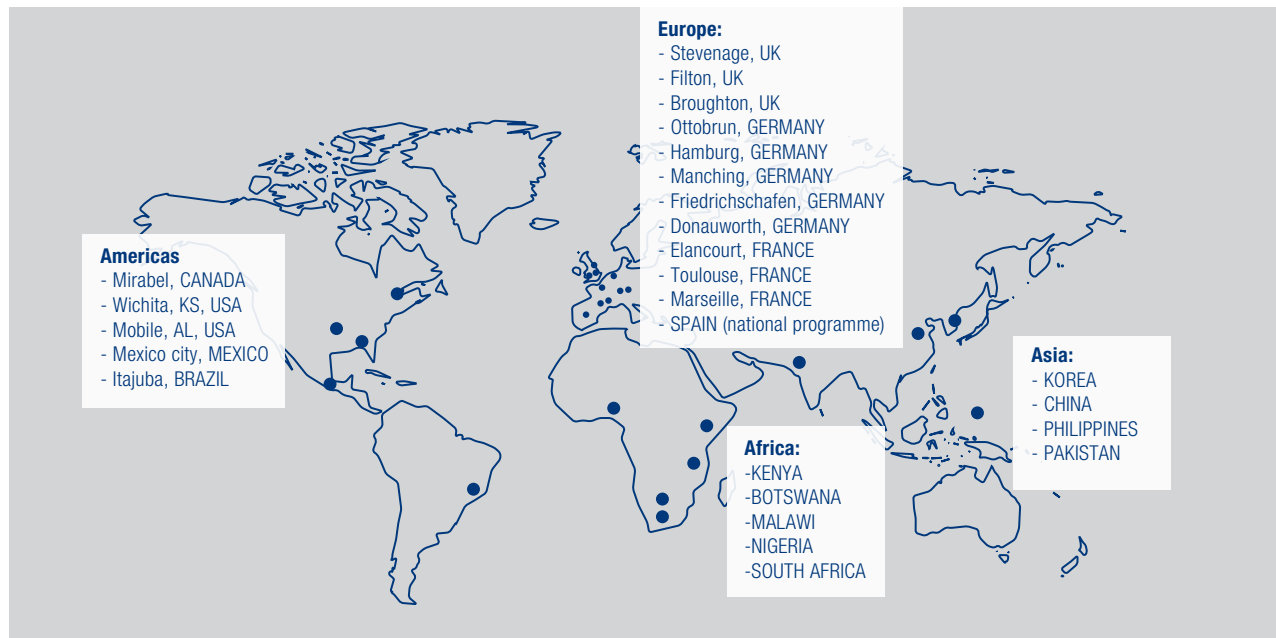 Europe:
- Stevenage, UK
- Filton, UK
- Broughton, UK
- Ottobrun, GERMANY
- Hamburg, GERMANY
- Manching, GERMANY
- Friedrichschafen, GERMANY
- Donauworth, GERMANY
- Elancourt, FRANCE
- Toulouse, FRANCE
- Marseille, FRANCE
- SPAIN (national programme)
Americas
- Mirabel, CANADA
- Wichita, KS, USA
- Mobile, AL, USA
- Mexico city, MEXICO
- Itajuba, BRAZIL
Asia:
- KOREA
- CHINA
- PHILIPPINES
- PAKISTAN
Africa:
-KENYA
-BOTSWANA
-MALAWI
-NIGERIA
-SOUTH AFRICA